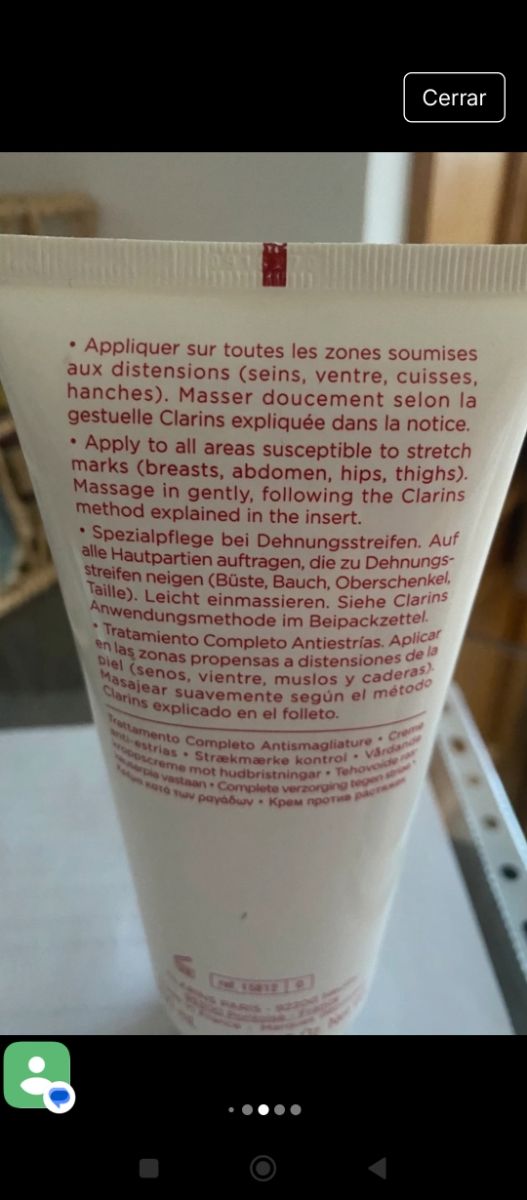 Cerrar
• Appliquer sur toutes les zones soumises
aux distensions (seins, ventre, cuisses,
hanches). Masser doucement selon la
gestuelle Clarins expliquée dans la notice.
• Apply to all areas susceptible to stretch
marks (breasts, abdomen, hips, thighs).
Massage in gently, following the Clarins
method explained in the insert.
• Spezialpflege bei Dehnungsstreifen. Auf
alle Hautpartien auftragen, die zu Dehnungs-
streifen neigen (Büste, Bauch, Oberschenkel,
Taille). Leicht einmassieren. Siehe Clarins
Anwendungsmethode im Beipackzettel.
• Tratamiento Completo Antiestrías. Aplicar
en las zonas propensas a distensiones de la
piel (senos, vientre, muslos y caderas).
Masajear suavemente según el método
Clarins explicado en el folleto.
Trattamento Completo Antismagliature • Creme
anti-estrias • Strækmærke kontrol • Vårdande
kroppscreme mot hudbristningar • Tehovoide
vastaan • Complete verzorging tegen striae •
κατά των ραγάδων • Крем против
PARIS